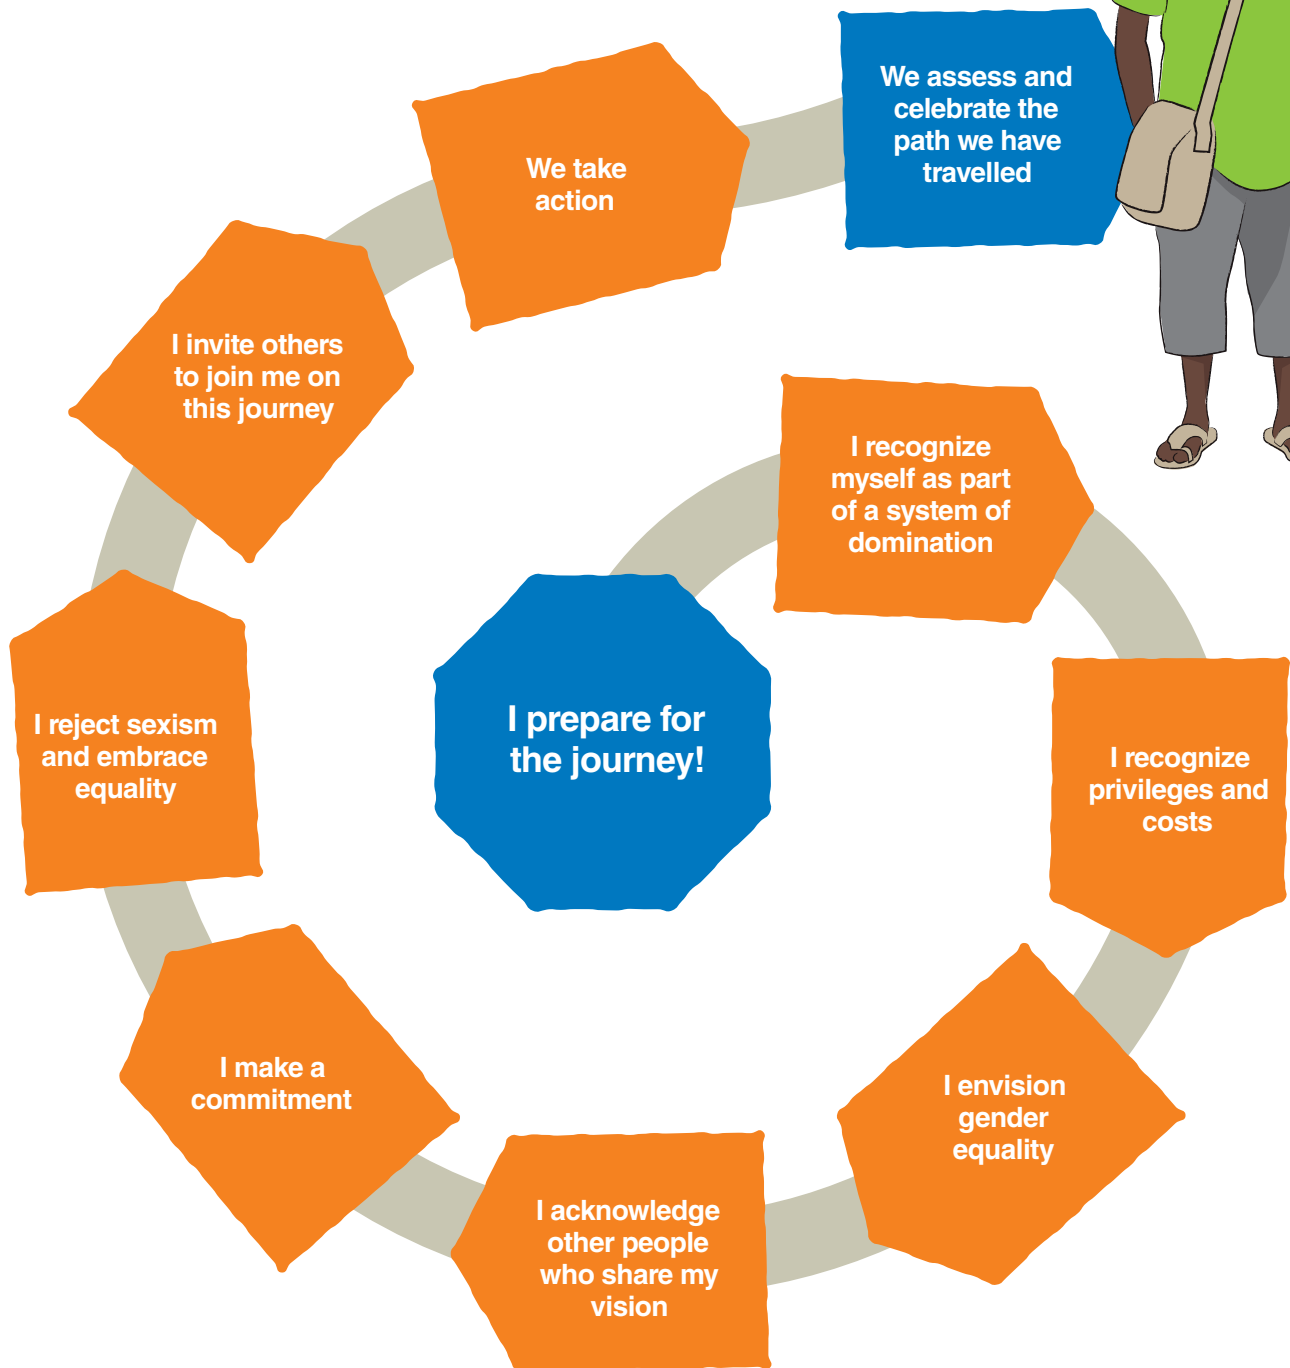 I prepare for
the journey!
I recognize
myself as part
of a system of
domination
I recognize
privileges and
costs
I envision
gender
equality
I acknowledge
other people
who share my
vision
I make a
commitment
I reject sexism
and embrace
equality
I invite others
to join me on
this journey
We take
action
We assess and
celebrate the
path we have
travelled